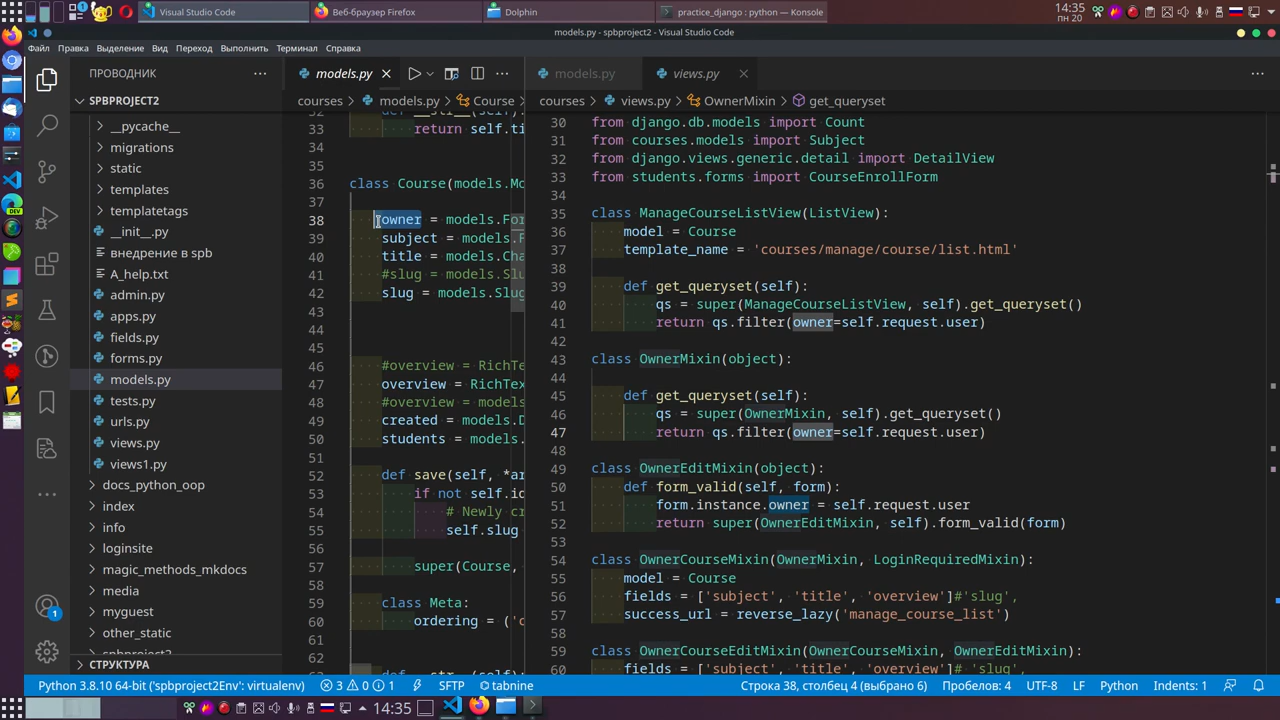 Visual Studio Code
Веб-браузер Firefox
Dolphin
practice_django : python — Konsole
14:35
пн 20
models.py - spbproject2 - Visual Studio Code
Файл Правка Выделение Вид Переход Выполнить Терминал Справка
ПРОВОДНИК
SPBPROJECT2
__pycache__
migrations
static
templates
templatetags
__init__.py
внедрение в spb
A_help.txt
admin.py
apps.py
fields.py
forms.py
models.py
tests.py
urls.py
views.py
views1.py
docs_python_oop
index
info
loginsite
magic_methods_mkdocs
media
myguest
other_static
СТРУКТУРА
models.py
courses > models.py > Course
33 return self.ti
34
35
36 class Course(models.Mo
37
38 owner = models.For
39 subject = models.F
40 title = models.Cha
41 #slug = models.Slu
42 slug = models.Slug
43
44
45
46 #overview = RichTex
47 overview = RichText
48 #overview = models
49 created = models.D
50 students = models.
51
52 def save(self, *ar
53 if not self.id
54 # Newly cr
55 self.slug
56
57 super(Course,
58
59 class Meta:
60 ordering = ('c
61
62
models.py views.py
courses > views.py > OwnerMixin > get_queryset
30 from django.db.models import Count
31 from courses.models import Subject
32 from django.views.generic.detail import DetailView
33 from students.forms import CourseEnrollForm
34
35 class ManageCourseListView(ListView):
36 model = Course
37 template_name = 'courses/manage/course/list.html'
38
39 def get_queryset(self):
40 qs = super(ManageCourseListView, self).get_queryset()
41 return qs.filter(owner=self.request.user)
42
43 class OwnerMixin(object):
44
45 def get_queryset(self):
46 qs = super(OwnerMixin, self).get_queryset()
47 return qs.filter(owner=self.request.user)
48
49 class OwnerEditMixin(object):
50 def form_valid(self, form):
51 form.instance.owner = self.request.user
52 return super(OwnerEditMixin, self).form_valid(form)
53
54 class OwnerCourseMixin(OwnerMixin, LoginRequiredMixin):
55 model = Course
56 fields = ['subject', 'title', 'overview']#'slug',
57 success_url = reverse_lazy('manage_course_list')
58
59 class OwnerCourseEditMixin(OwnerCourseMixin, OwnerEditMixin):
60 fields = ['subject', 'title', 'overview']# 'slug',
Python 3.8.10 64-bit ('spbproject2Env': virtualenv) 3 0 1 SFTP tabnine Строка 38, столбец 4 (выбрано 6) Пробелов: 4 UTF-8 LF Python Indents: 1
14:35